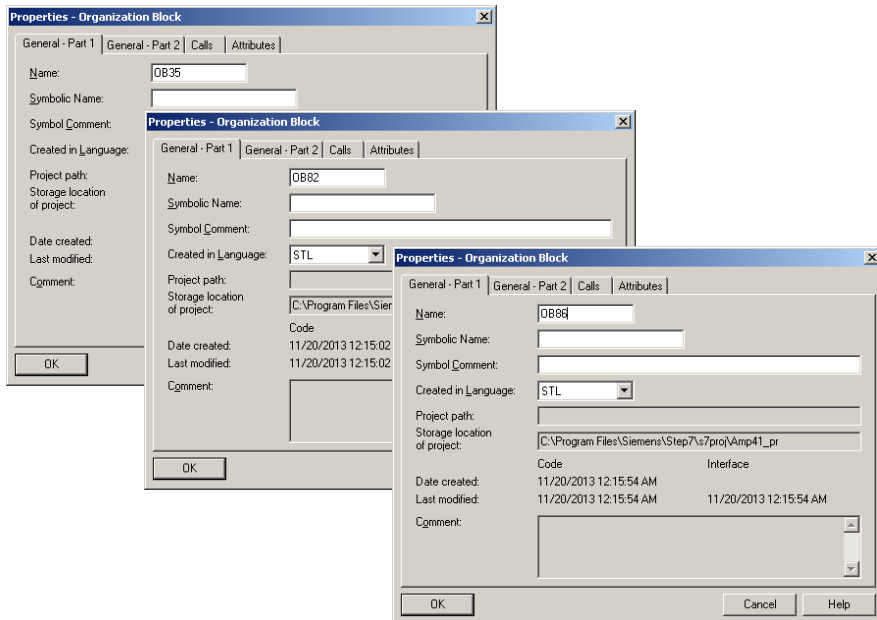 Properties - Organization Block
General - Part 1 General - Part 2 Calls Attributes
Name: OB35
Symbolic Name:
Symbol Comment:
Created in Language:
Project path:
Storage location
of project:
Date created:
Last modified:
Comment:
OK
Properties - Organization Block
General - Part 1 General - Part 2 Calls Attributes
Name: OB82
Symbolic Name:
Symbol Comment:
Created in Language: STL
Project path:
Storage location
of project: C:\Program Files\Sien
Code
Date created: 11/20/2013 12:15:02
Last modified: 11/20/2013 12:15:02
Comment:
OK
Properties - Organization Block
General - Part 1 General - Part 2 Calls Attributes
Name: OB86
Symbolic Name:
Symbol Comment:
Created in Language: STL
Project path:
Storage location
of project: C:\Program Files\Siemens\Step7\s7proj\Amp41_pr
Code Interface
Date created: 11/20/2013 12:15:54 AM
Last modified: 11/20/2013 12:15:54 AM 11/20/2013 12:15:54 AM
Comment:
OK Cancel Help